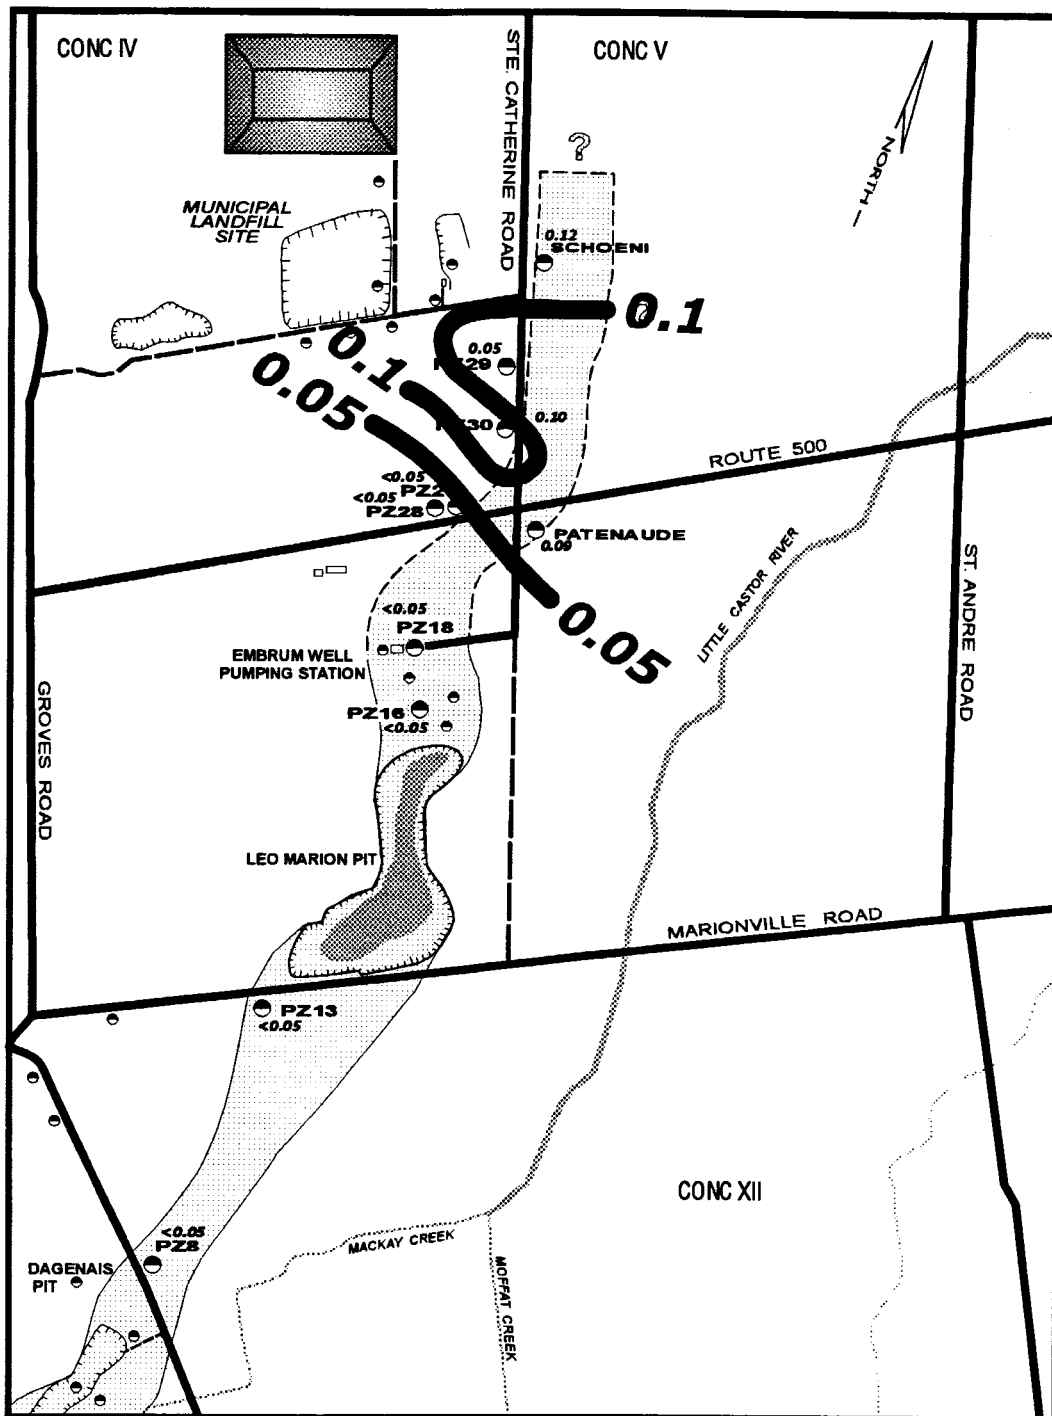 CONC IV
STE. CATHERINE ROAD
CONC V
NORTH
?
MUNICIPAL
LANDFILL
SITE
0.12
SCHOENI
0.1
0.05
0.1
0.05
0.10
PZ30
<0.05
<0.05
PZ28
ROUTE 500
PATENAUDE
0.09
0.05
LITTLE CASTOR RIVER
ST. ANDRE ROAD
<0.05
PZ18
EMBRUM WELL
PUMPING STATION
PZ16
<0.05
GROVES ROAD
LEO MARION PIT
MARIONVILLE ROAD
PZ13
<0.05
CONC XII
<0.05
PZ8
MACKAY CREEK
MOFFAT CREEK
DAGENAIS
PIT